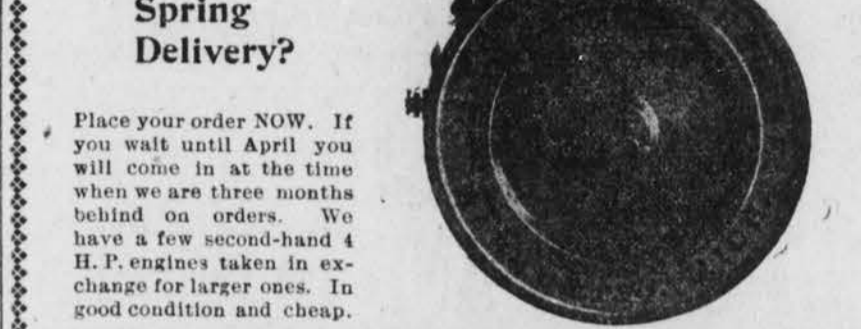 Spring
Delivery?
Place your order NOW. If
you wait until April you
will come in at the time
when we are three months
behind on orders. We
have a few second-hand 4
H. P. engines taken in ex-
change for larger ones. In
good condition and cheap.